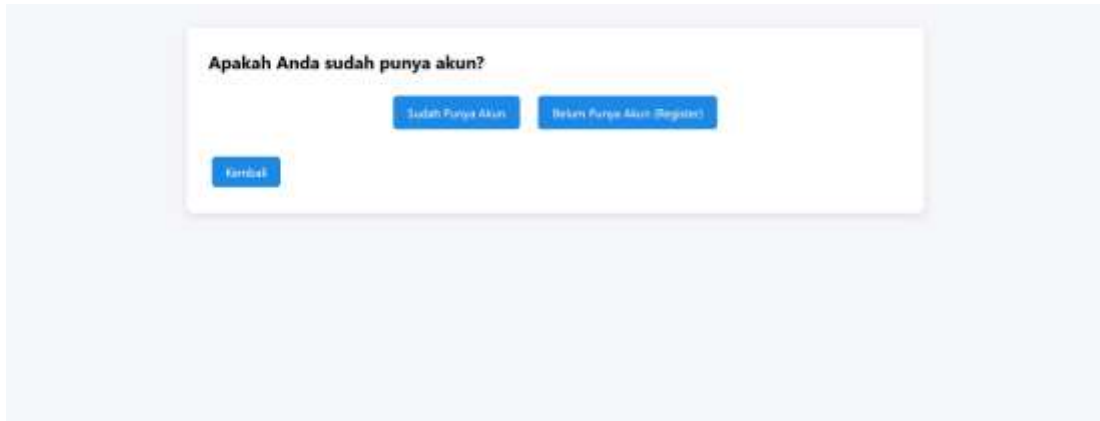 Apakah Anda sudah punya akun?
Sudah Punya Akun
Belum Punya Akun (Register)
Kembali